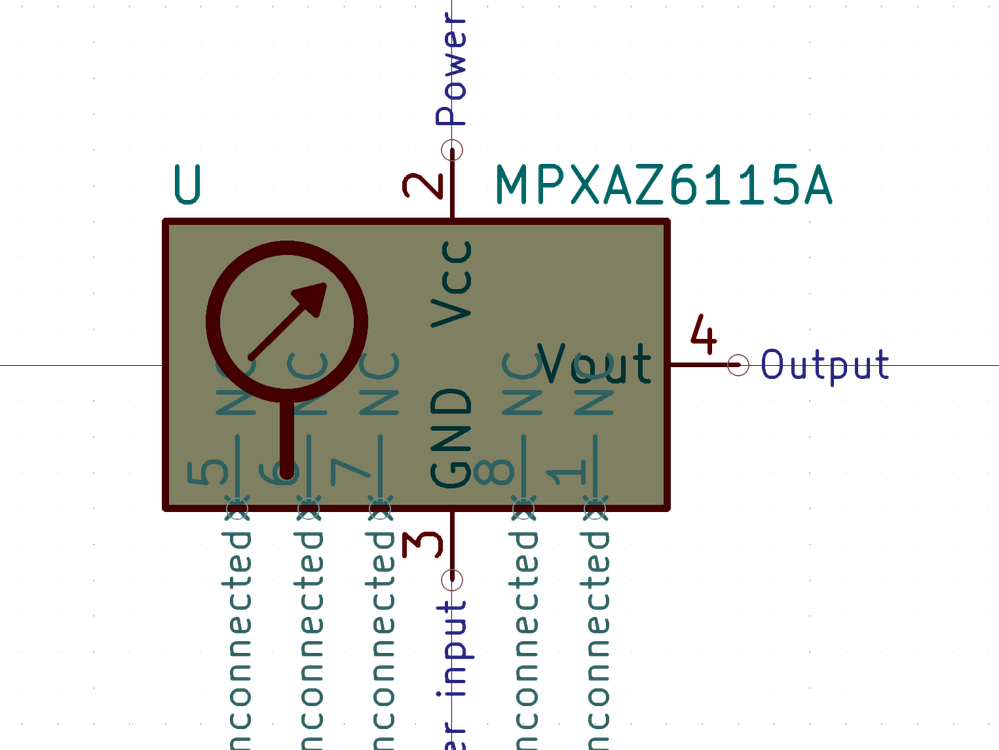 Power
U
MPXAZ6115A
2
Vcc
4
Vout
Output
NC
NC
NC
GND
NC
NC
5
6
7
8
1
3
nconnected
nconnected
nconnected
er input
nconnected
nconnected